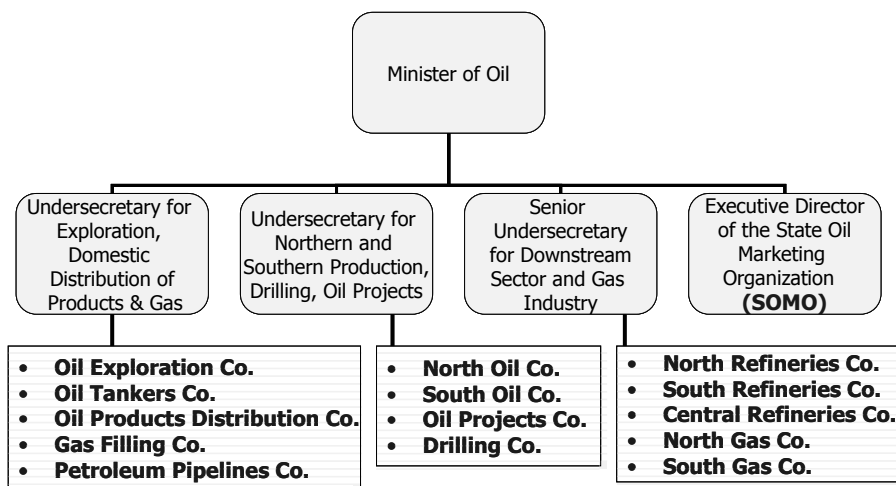 Minister of Oil
Undersecretary for
Exploration,
Domestic
Distribution of
Products & Gas
Undersecretary for
Northern and
Southern Production,
Drilling, Oil Projects
Senior
Undersecretary
for Downstream
Sector and Gas
Industry
Executive Director
of the State Oil
Marketing
Organization
(SOMO)
• Oil Exploration Co.
• Oil Tankers Co.
• Oil Products Distribution Co.
• Gas Filling Co.
• Petroleum Pipelines Co.
• North Oil Co.
• South Oil Co.
• Oil Projects Co.
• Drilling Co.
• North Refineries Co.
• South Refineries Co.
• Central Refineries Co.
• North Gas Co.
• South Gas Co.